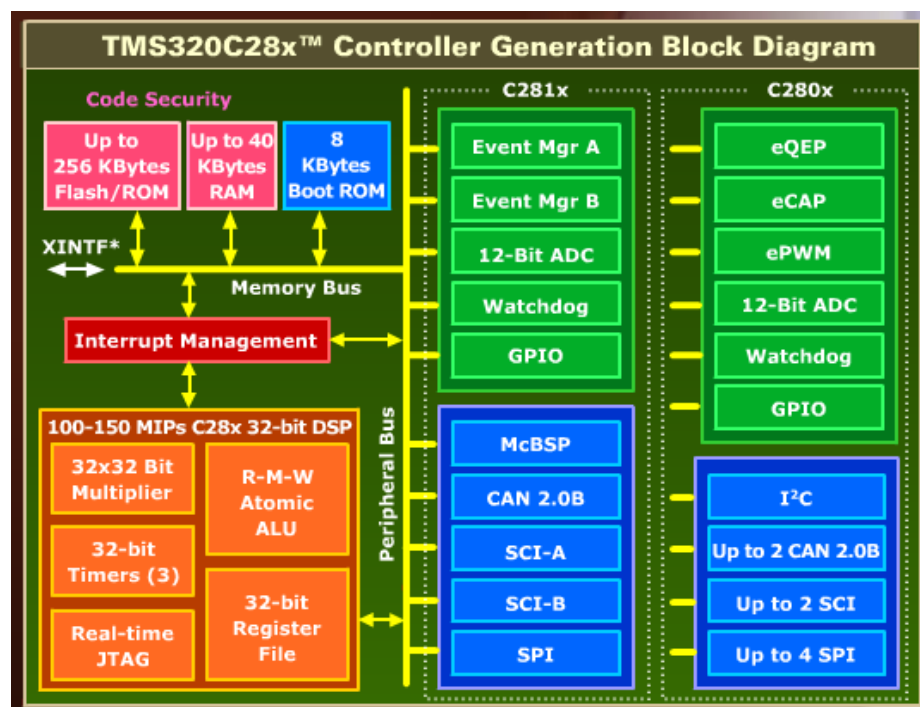 TMS320C28x™ Controller Generation Block Diagram
Code Security
Up to
256 KBytes
Flash/ROM
Up to 40
KBytes
RAM
8
KBytes
Boot ROM
XINTF*
Memory Bus
Interrupt Management
100-150 MIPs C28x 32-bit DSP
32x32 Bit
Multiplier
R-M-W
Atomic
ALU
32-bit
Timers (3)
32-bit
Register
File
Real-time
JTAG
Peripheral Bus
C281x
Event Mgr A
Event Mgr B
12-Bit ADC
Watchdog
GPIO
McBSP
CAN 2.0B
SCI-A
SCI-B
SPI
C280x
eQEP
eCAP
ePWM
12-Bit ADC
Watchdog
GPIO
I²C
Up to 2 CAN 2.0B
Up to 2 SCI
Up to 4 SPI